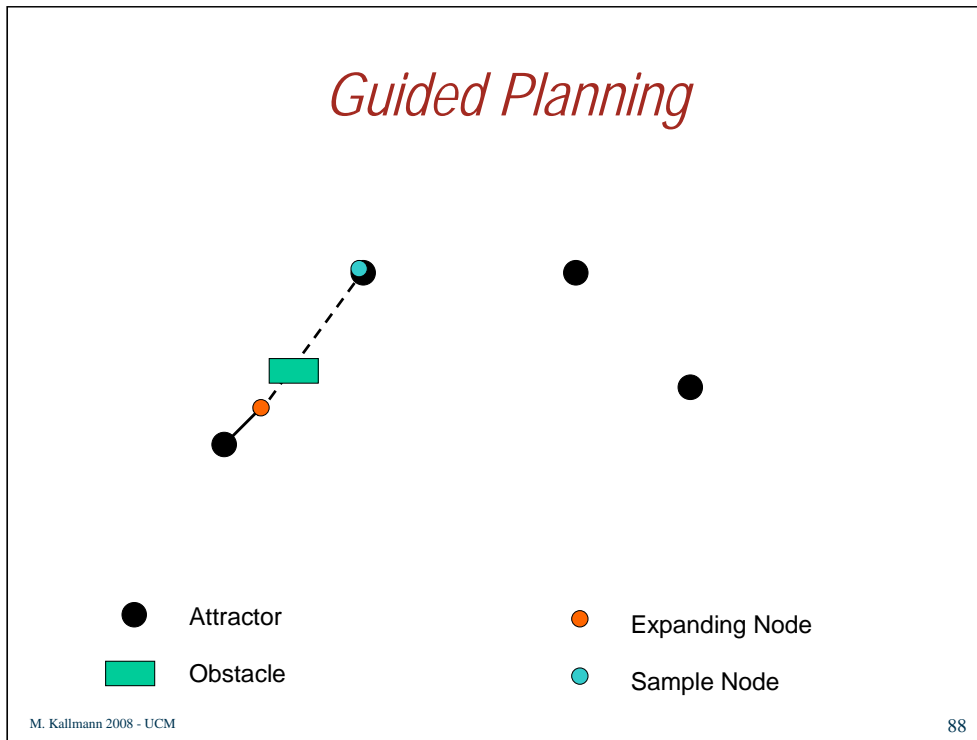 Guided Planning
Attractor
Obstacle
Expanding Node
Sample Node
M. Kallmann 2008 - UCM
88